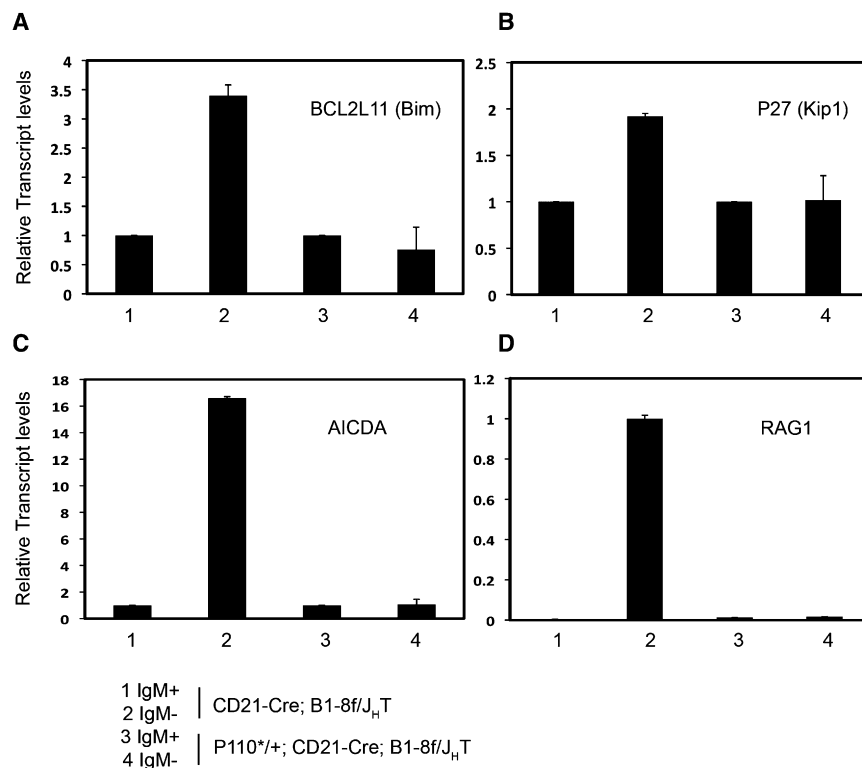 A
Relative Transcript levels
4
3.5
3
2.5
2
1.5
1
0.5
0
BCL2L11 (Bim)
1 2 3 4
B
2.5
2
1.5
1
0.5
0
P27 (Kip1)
1 2 3 4
C
Relative Transcript levels
18
16
14
12
10
8
6
4
2
0
AICDA
1 2 3 4
D
1.2
1
0.8
0.6
0.4
0.2
0
RAG1
1 2 3 4
1 IgM+
2 IgM-
CD21-Cre; B1-8f/JHT
3 IgM+
4 IgM-
P110*/+; CD21-Cre; B1-8f/JHT